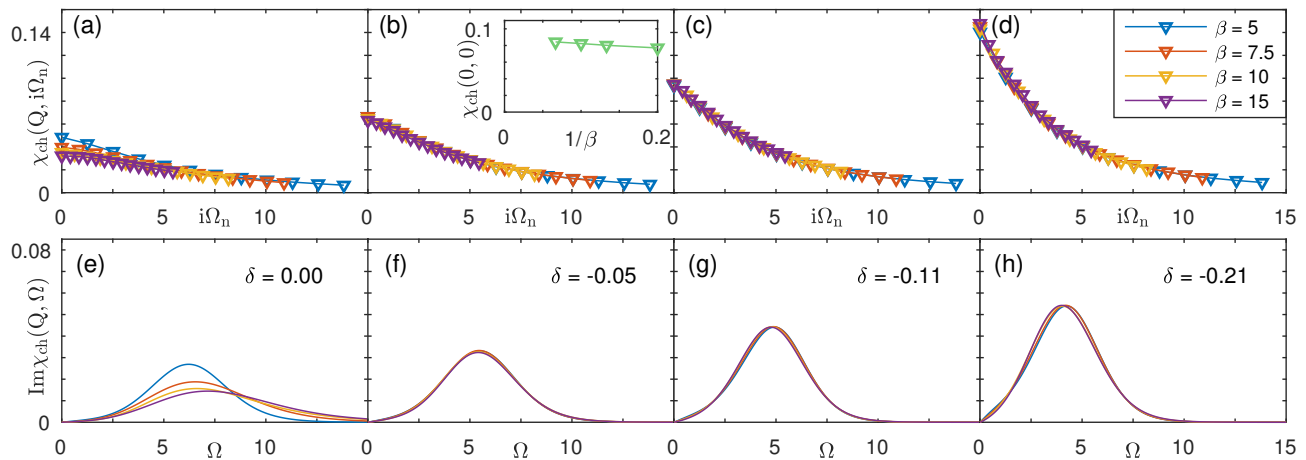 (a) (b) (c) (d)
0.14
0
χch(Q, iΩn)
0 5 10
iΩn
0 5 10
iΩn
0 5 10
iΩn
0 5 10 15
iΩn
0.1
0
χch(0, 0)
0 0.2
1/β
β = 5
β = 7.5
β = 10
β = 15
(e) (f) (g) (h)
δ = 0.00
δ = -0.05
δ = -0.11
δ = -0.21
0.08
0
Imχch(Q, Ω)
0 5 10
Ω
0 5 10
Ω
0 5 10
Ω
0 5 10 15
Ω